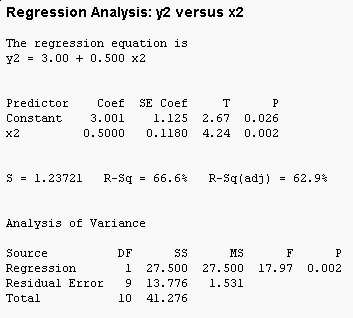 Regression Analysis: y2 versus x2
The regression equation is
y2 = 3.00 + 0.500 x2
Predictor Coef SE Coef T P
Constant 3.001 1.125 2.67 0.026
x2 0.5000 0.1180 4.24 0.002
S = 1.23721 R-Sq = 66.6% R-Sq(adj) = 62.9%
Analysis of Variance
Source DF SS MS F P
Regression 1 27.500 27.500 17.97 0.002
Residual Error 9 13.776 1.531
Total 10 41.276